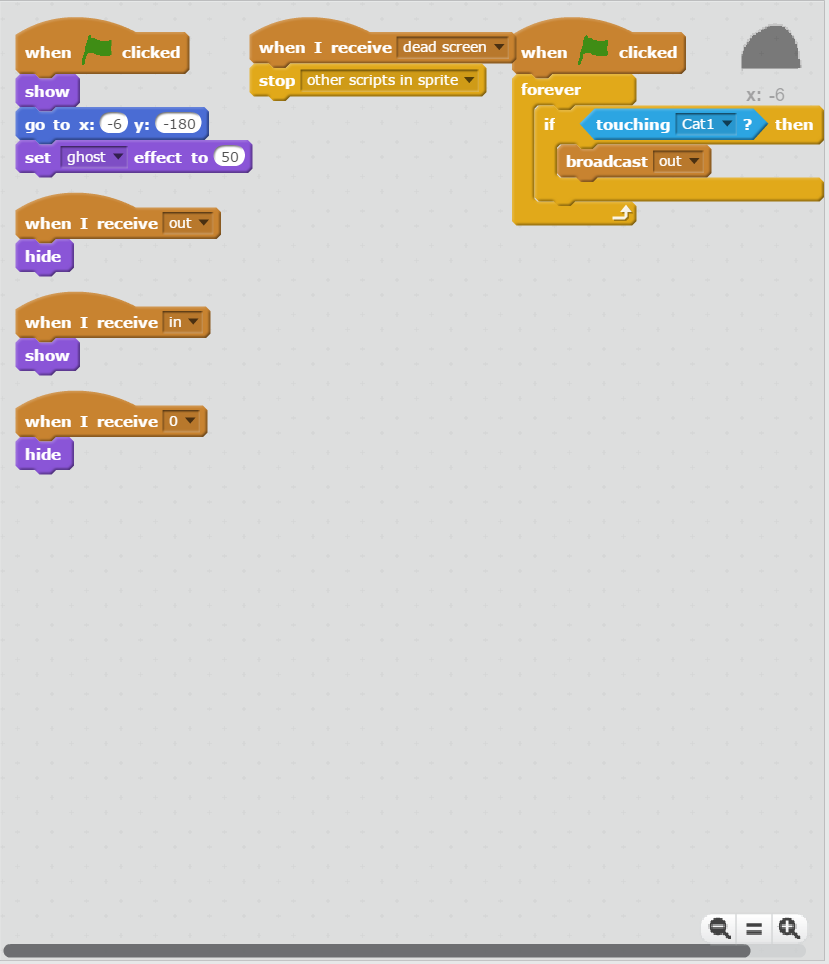 when clicked
show
go to x: -6 y: -180
set ghost effect to 50
when I receive out
hide
when I receive in
show
when I receive 0
hide
when I receive dead screen
stop other scripts in sprite
when clicked
forever
if touching Cat1 ? then
broadcast out
x: -6